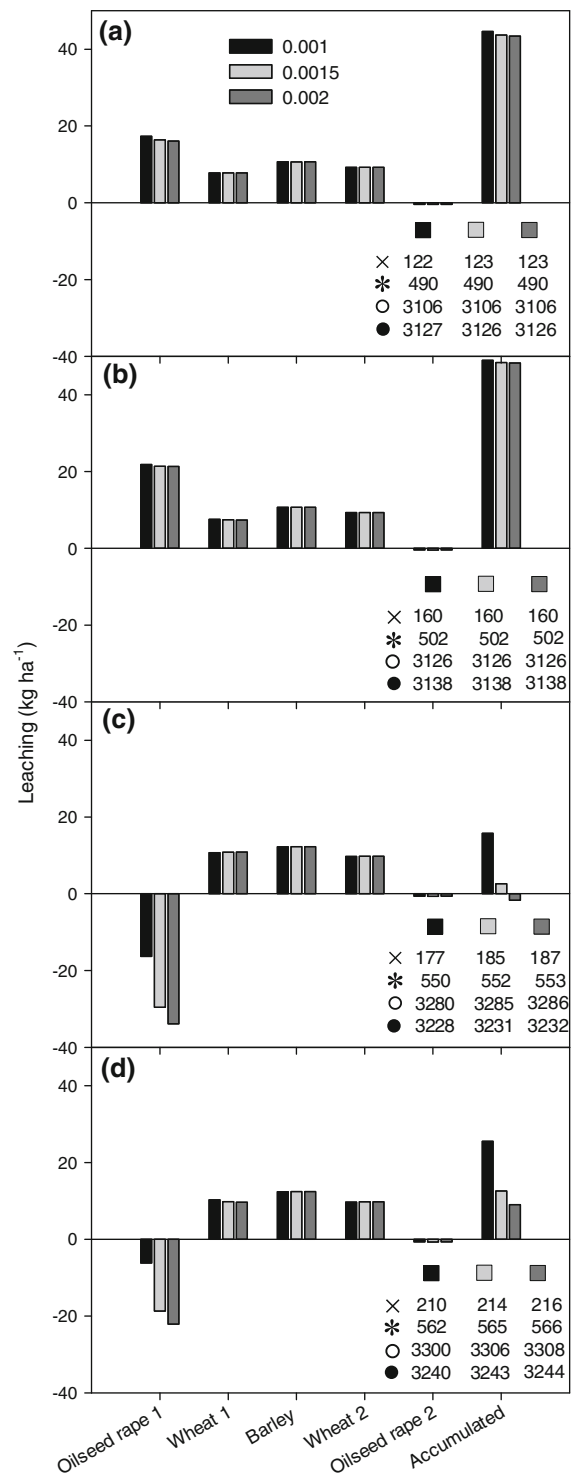 (a)
0.001
0.0015
0.002
40
20
0
-20
× 122 123 123
* 490 490 490
○ 3106 3106 3106
● 3127 3126 3126
-40
(b)
40
20
0
-20
× 160 160 160
* 502 502 502
○ 3126 3126 3126
● 3138 3138 3138
-40
(c)
40
20
0
-20
× 177 185 187
* 550 552 553
○ 3280 3285 3286
● 3228 3231 3232
-40
(d)
40
20
0
-20
× 210 214 216
* 562 565 566
○ 3300 3306 3308
● 3240 3243 3244
-40
Leaching (kg ha⁻¹)
Oilseed rape 1
Wheat 1
Barley
Wheat 2
Oilseed rape 2
Accumulated